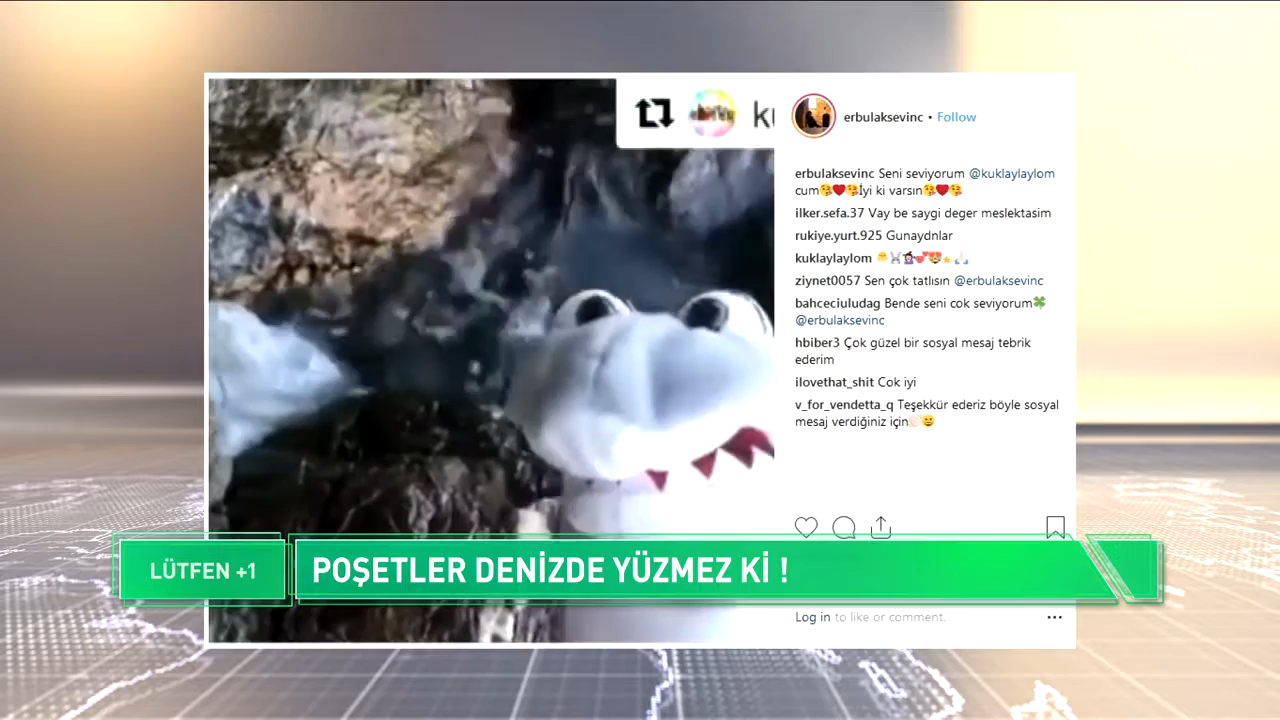 ku
erbulaksevinc • Follow
erbulaksevinc Seni seviyorum @kuklaylaylom
cum😘❤😘İyi ki varsın😘❤😘
ilker.sefa.37 Vay be saygi deger meslektasim
rukiye.yurt.925 Gunaydnlar
kuklaylaylom
ziynet0057 Sen çok tatlısın @erbulaksevinc
bahceciuludag Bende seni cok seviyorum🍀
@erbulaksevinc
hbiber3 Çok güzel bir sosyal mesaj tebrik
ederim
ilovethat_shit Cok iyi
v_for_vendetta_q Teşekkür ederiz böyle sosyal
mesaj verdiğiniz için
LÜTFEN +1
POŞETLER DENİZDE YÜZMEZ Kİ !
Log in to like or comment.